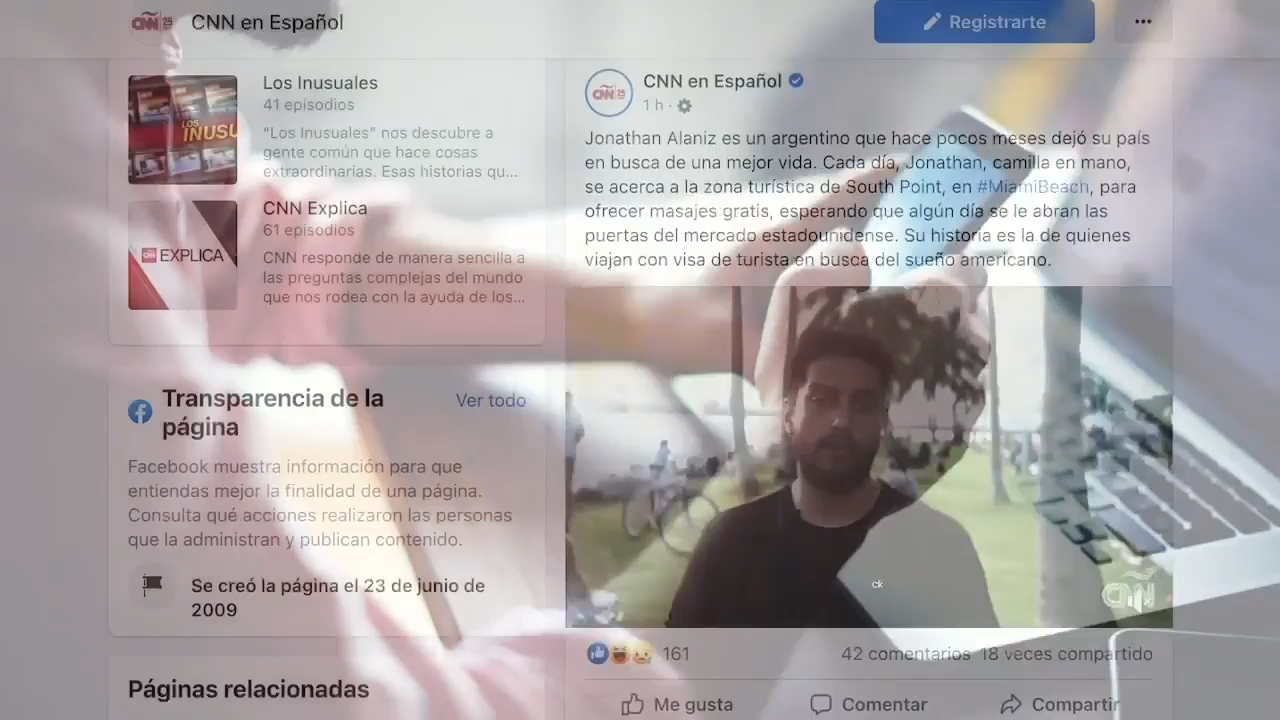 CNN en Español
Registrarte
Los Inusuales
41 episodios
“Los Inusuales” nos descubre a
gente común que hace cosas
extraordinarias. Esas historias qu...
LOS
INUSU
CNN Explica
61 episodios
EXPLICA
CNN responde de manera sencilla a
las preguntas complejas del mundo
que nos rodea con la ayuda de los...
Transparencia de la
página
Ver todo
Facebook muestra información para que
entiendas mejor la finalidad de una página.
Consulta qué acciones realizaron las personas
que la administran y publican contenido.
Se creó la página el 23 de junio de
2009
Páginas relacionadas
CNN en Español
1 h
Jonathan Alaniz es un argentino que hace pocos meses dejó su país
en busca de una mejor vida. Cada día, Jonathan, camilla en mano,
se acerca a la zona turística de South Point, en #MiamiBeach, para
ofrecer masajes gratis, esperando que algún día se le abran las
puertas del mercado estadounidense. Su historia es la de quienes
viajan con visa de turista en busca del sueño americano.
ck
CNN
161
42 comentarios 18 veces compartido
Me gusta
Comentar
Compartir